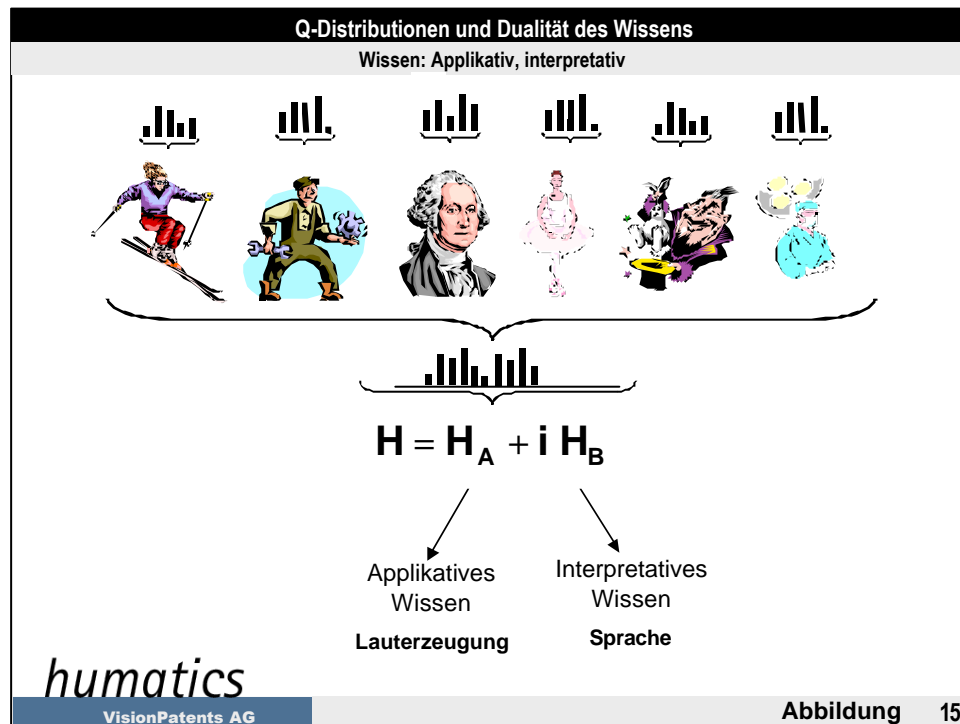 Q-Distributionen und Dualität des Wissens
Wissen: Applikativ, interpretativ
H = H_A + i H_B
Applikatives
Wissen
Lauterzeugung
Interpretatives
Wissen
Sprache
humatics
VisionPatents AG
Abbildung 15